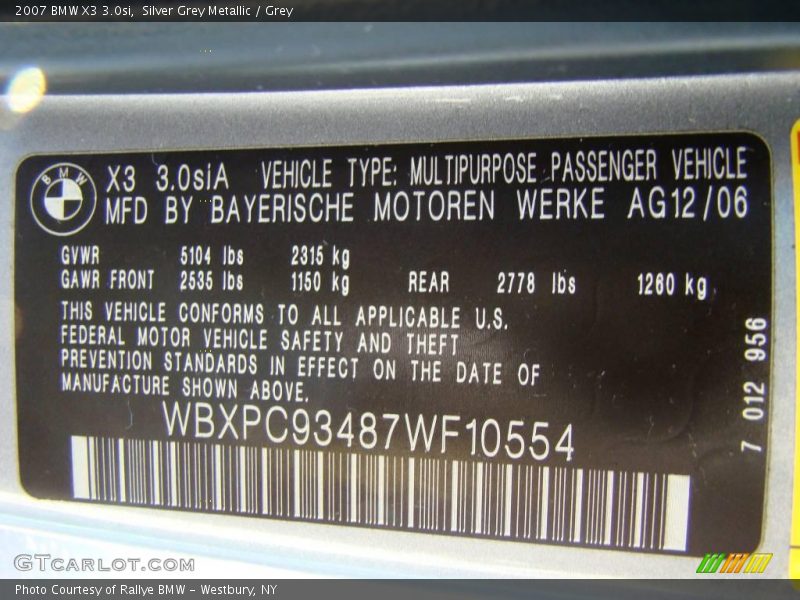 2007 BMW X3 3.0si, Silver Grey Metallic / Grey
BMW
X3 3.0siA VEHICLE TYPE: MULTIPURPOSE PASSENGER VEHICLE
MFD BY BAYERISCHE MOTOREN WERKE AG12/06
GVWR 5104 lbs 2315 kg
GAWR FRONT 2535 lbs 1150 kg REAR 2778 lbs 1260 kg
THIS VEHICLE CONFORMS TO ALL APPLICABLE U.S.
FEDERAL MOTOR VEHICLE SAFETY AND THEFT
PREVENTION STANDARDS IN EFFECT ON THE DATE OF
MANUFACTURE SHOWN ABOVE.
WBXPC93487WF10554
7 012 956
GTCARLOT.COM
Photo Courtesy of Rallye BMW - Westbury, NY